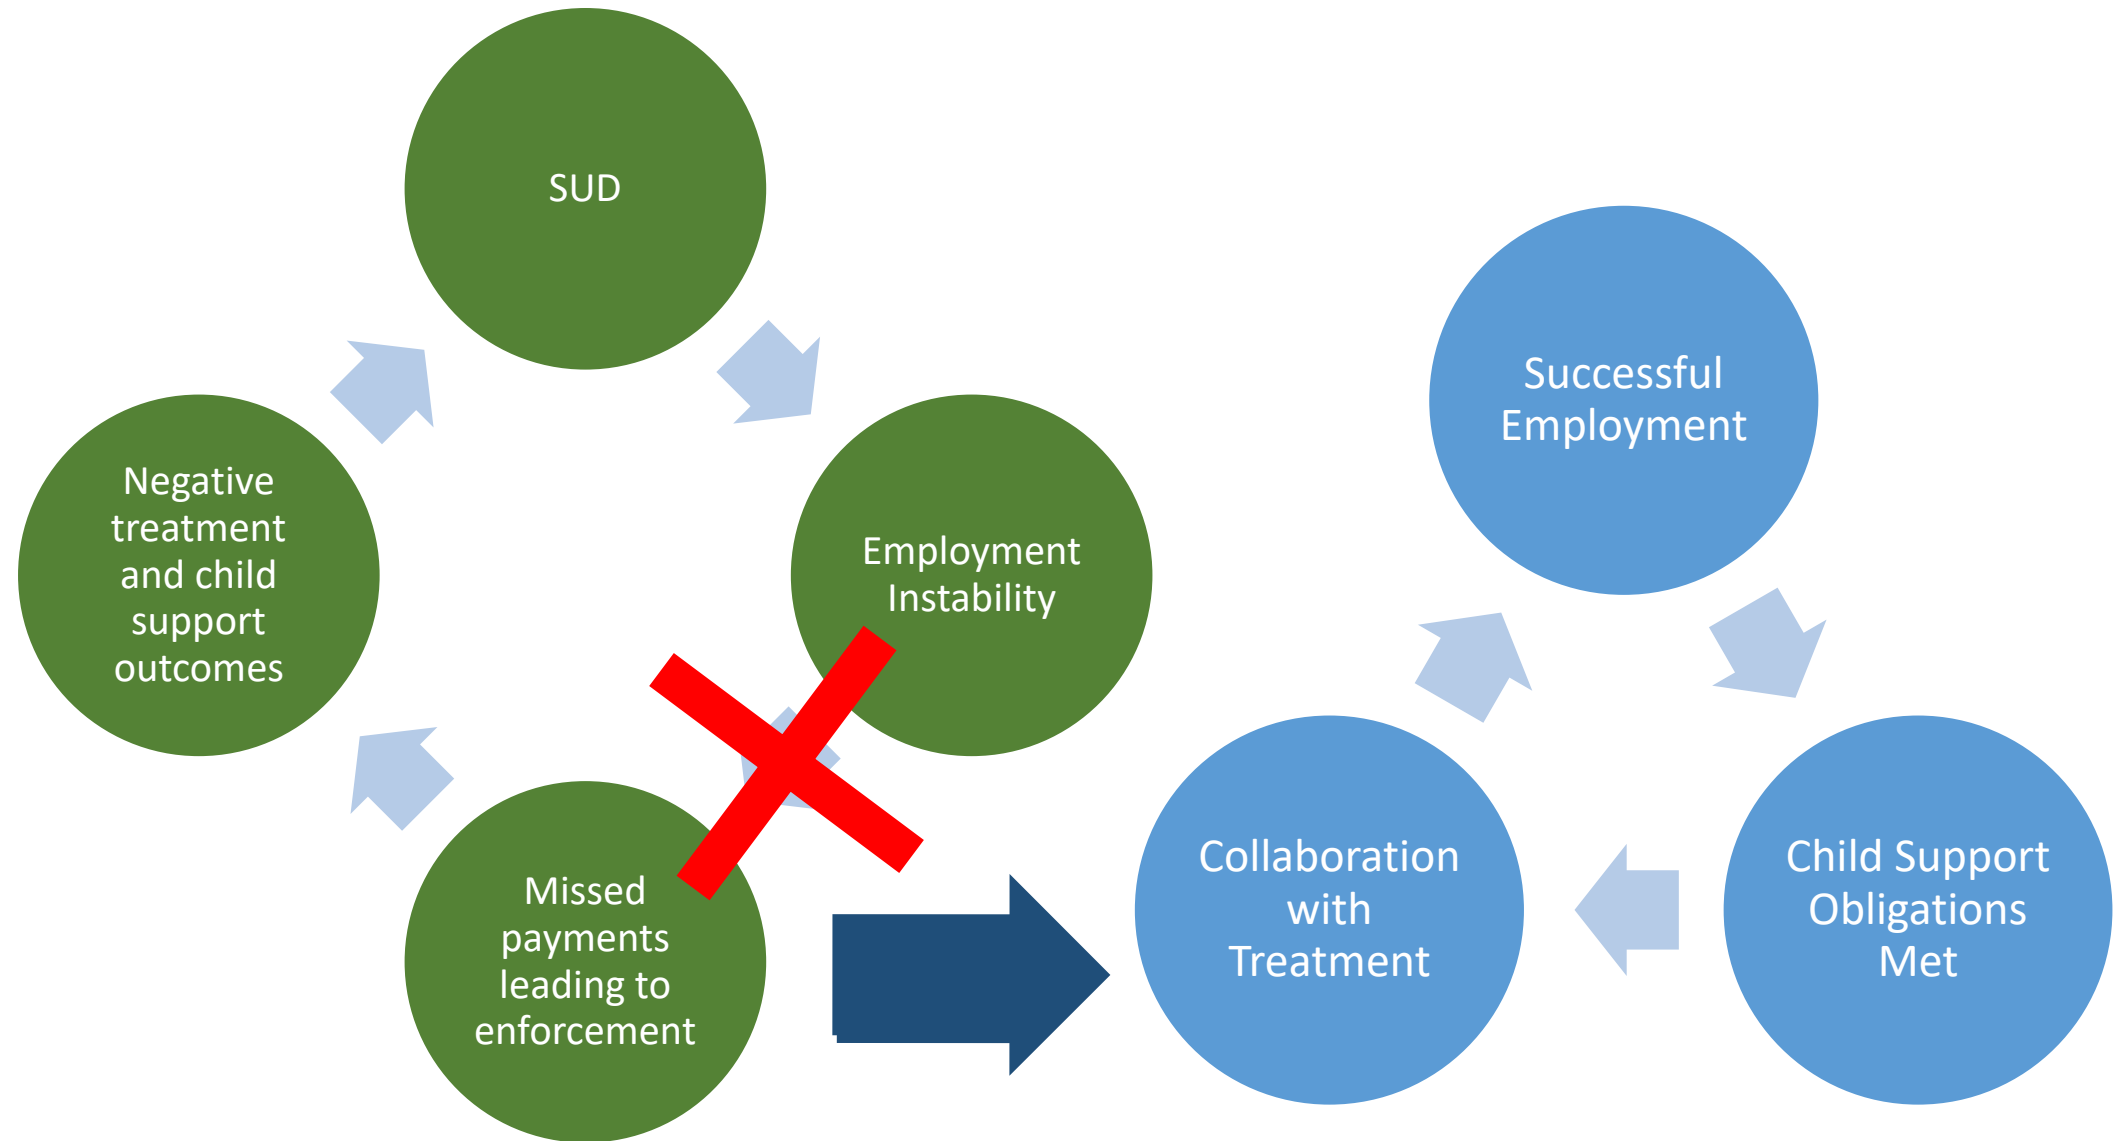 SUD
Employment
Instability
Missed
payments
leading to
enforcement
Negative
treatment
and child
support
outcomes
Successful
Employment
Child Support
Obligations
Met
Collaboration
with
Treatment